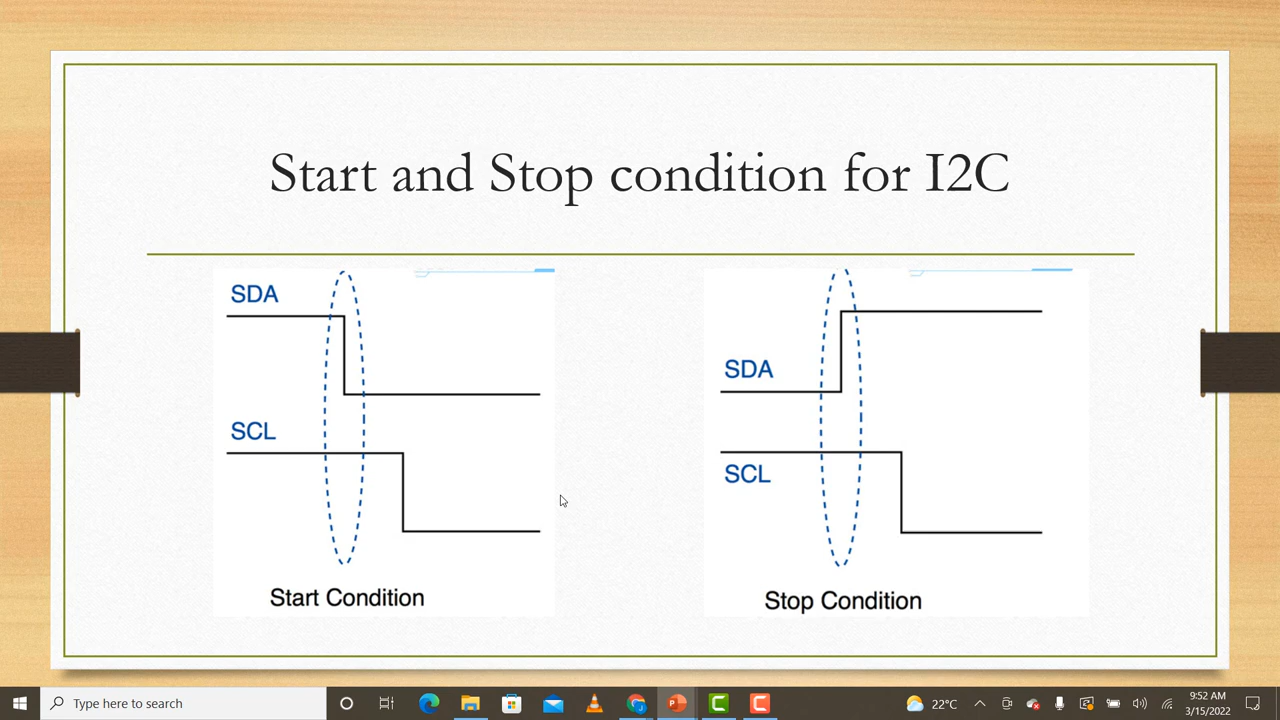 Start and Stop condition for I2C
SDA
SCL
Start Condition
SDA
SCL
Stop Condition
Type here to search
22°C
9:52 AM
3/15/2022